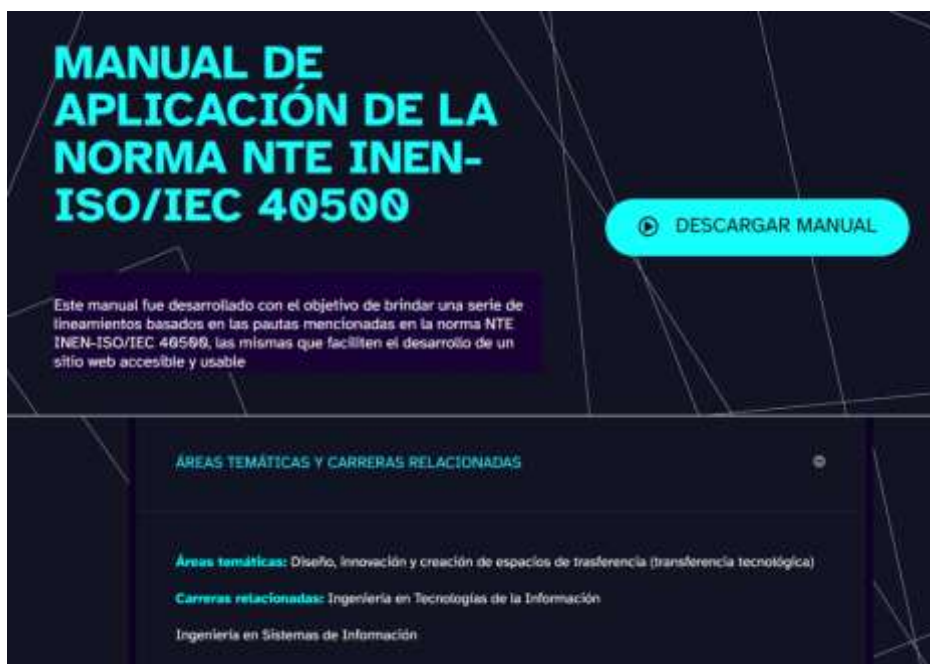 MANUAL DE
APLICACIÓN DE LA
NORMA NTE INEN-
ISO/IEC 40500
DESCARGAR MANUAL
Este manual fue desarrollado con el objetivo de brindar una serie de
lineamientos basados en las pautas mencionadas en la norma NTE
INEN-ISO/IEC 40500, las mismas que faciliten el desarrollo de un
sitio web accesible y usable
ÁREAS TEMÁTICAS Y CARRERAS RELACIONADAS
Áreas temáticas: Diseño, innovación y creación de espacios de trasferencia (transferencia tecnológica)
Carreras relacionadas: Ingeniería en Tecnologías de la Información
Ingeniería en Sistemas de Información